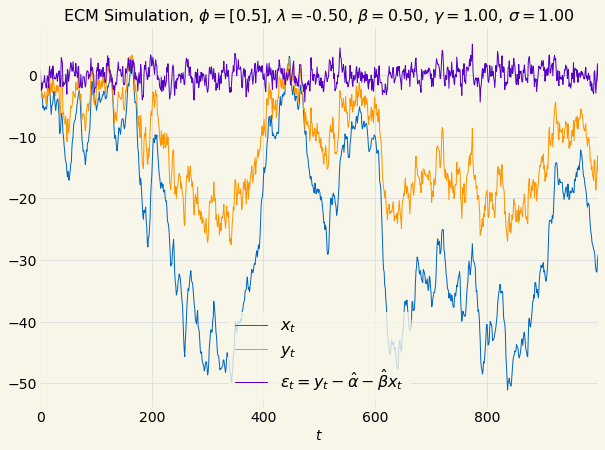 ECM Simulation, ϕ = [0.5], λ = -0.50, β = 0.50, γ = 1.00, σ = 1.00
0
−10
−20
−30
−40
−50
x_t
y_t
ε_t = y_t − α̂ − β̂x_t
0 200 400 600 800
t